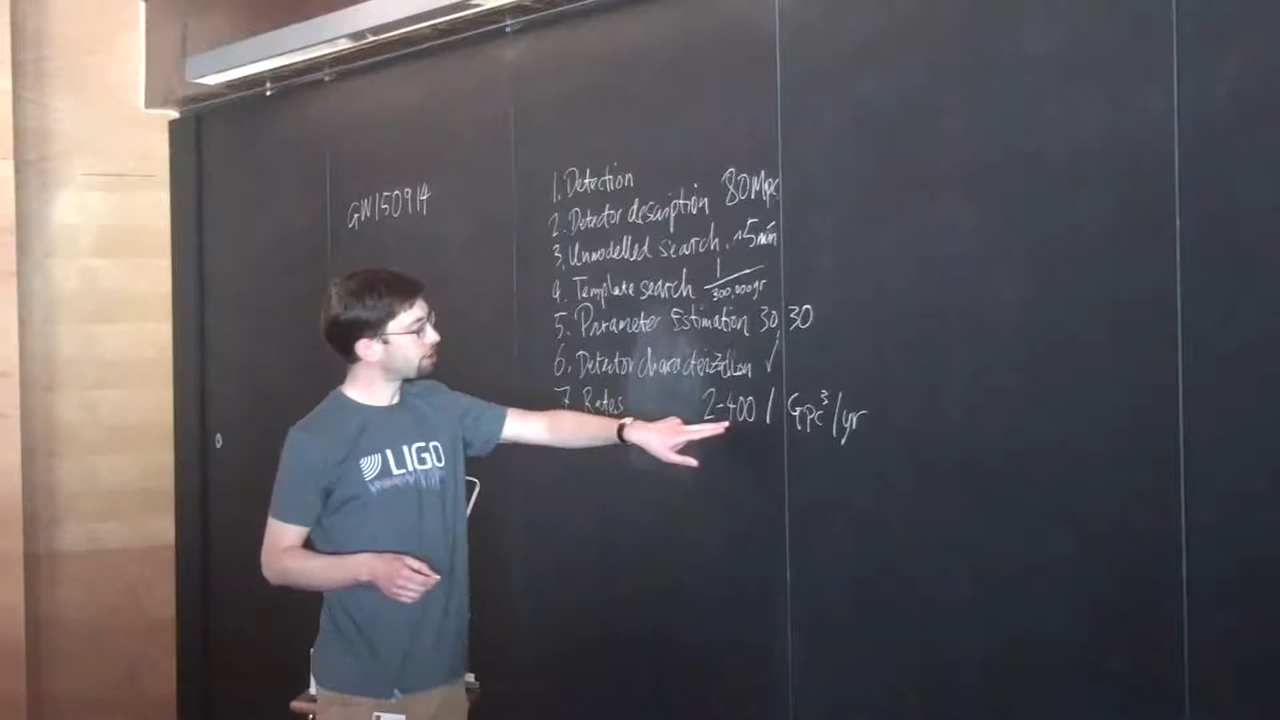 GW150914
1. Detection
2. Detector description 80Mpc
3. Unmodelled search. ~5min
4. Template search 1/300,000yr
5. Parameter Estimation 30,30
6. Detector characterization ✓
7. Rates 2-400 / Gpc³/yr
LIGO